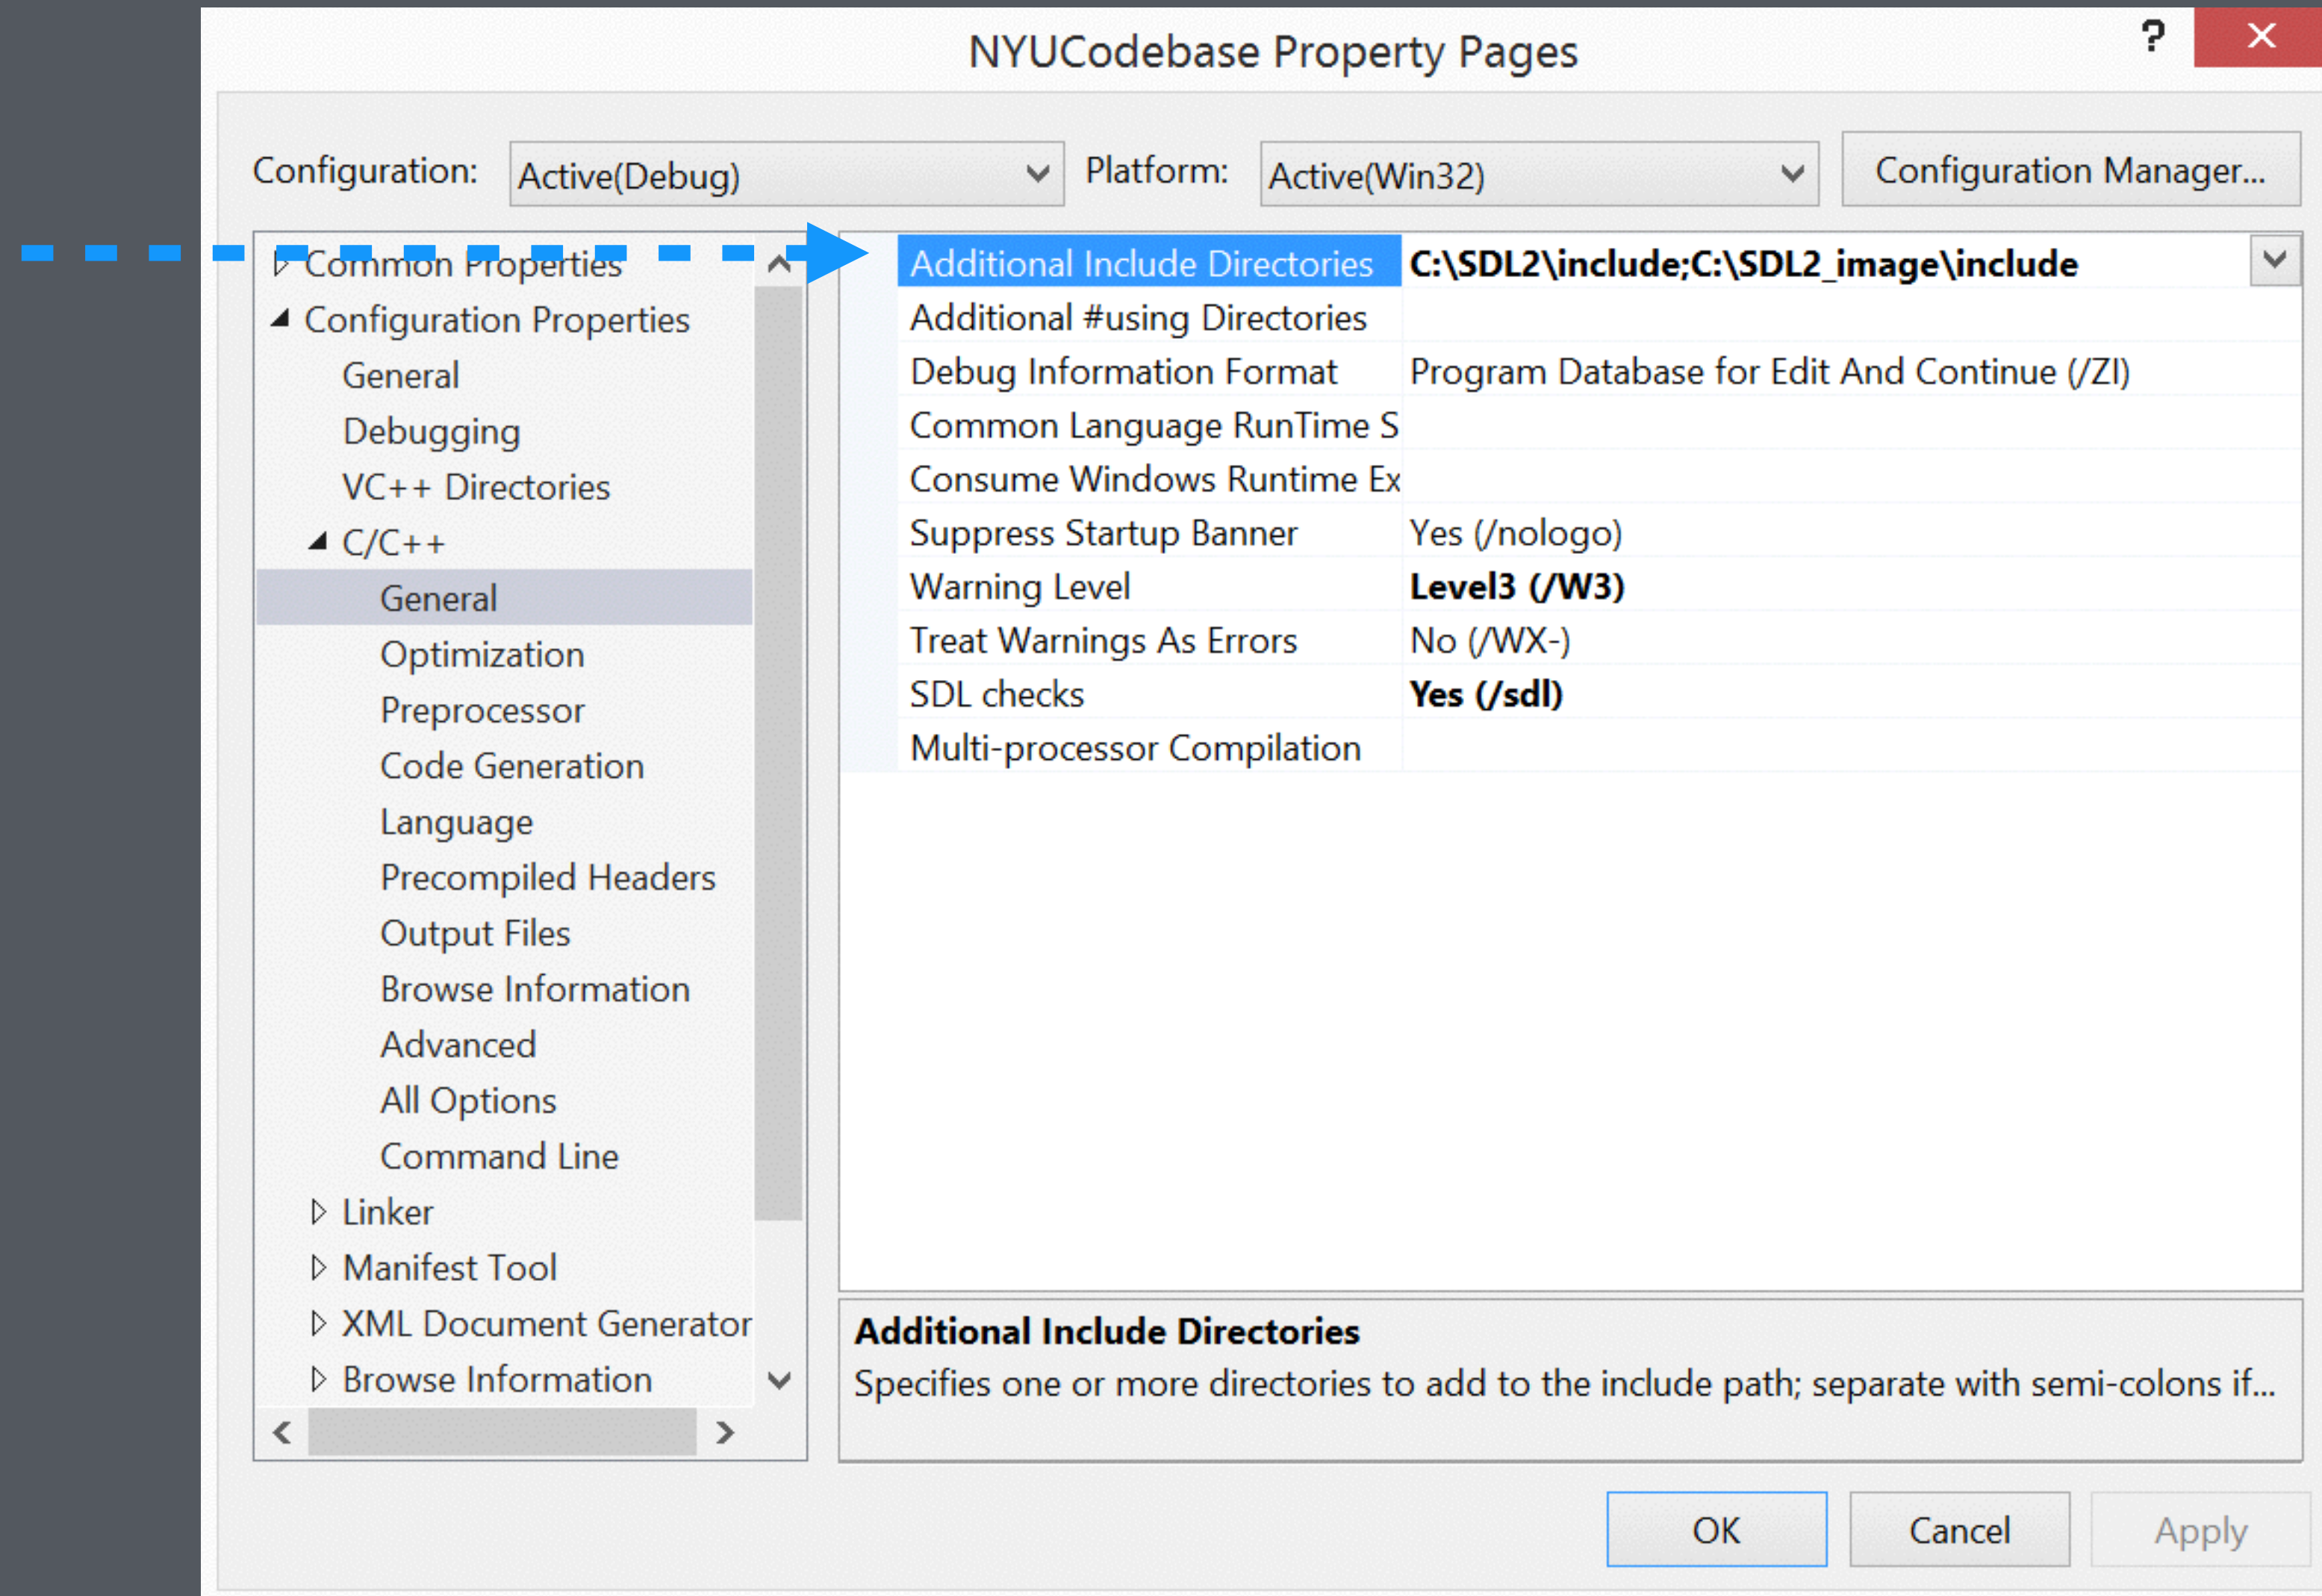 NYUCodebase Property Pages
?
Configuration: Active(Debug) Platform: Active(Win32) Configuration Manager...
Common Properties
Configuration Properties
General
Debugging
VC++ Directories
C/C++
General
Optimization
Preprocessor
Code Generation
Language
Precompiled Headers
Output Files
Browse Information
Advanced
All Options
Command Line
Linker
Manifest Tool
XML Document Generator
Browse Information
Additional Include Directories C:\SDL2\include;C:\SDL2_image\include
Additional #using Directories
Debug Information Format Program Database for Edit And Continue (/ZI)
Common Language RunTime S
Consume Windows Runtime Ex
Suppress Startup Banner Yes (/nologo)
Warning Level Level3 (/W3)
Treat Warnings As Errors No (/WX-)
SDL checks Yes (/sdl)
Multi-processor Compilation
Additional Include Directories
Specifies one or more directories to add to the include path; separate with semi-colons if...
OK Cancel Apply